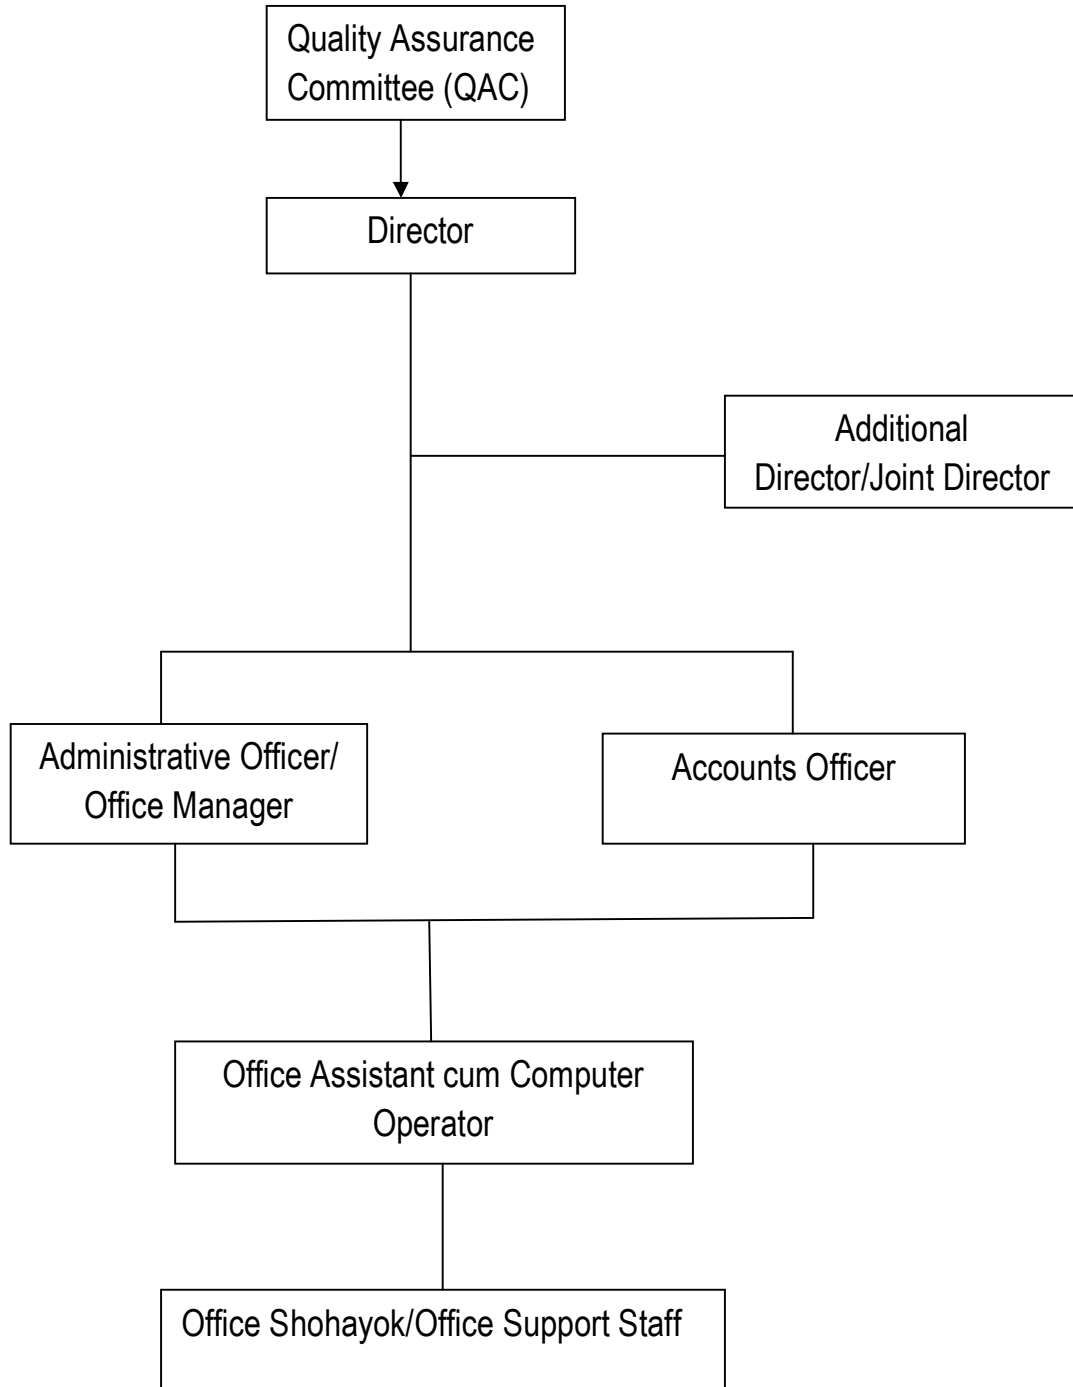 Quality Assurance
Committee (QAC)
Director
Additional
Director/Joint Director
Administrative Officer/
Office Manager
Accounts Officer
Office Assistant cum Computer
Operator
Office Shohayok/Office Support Staff